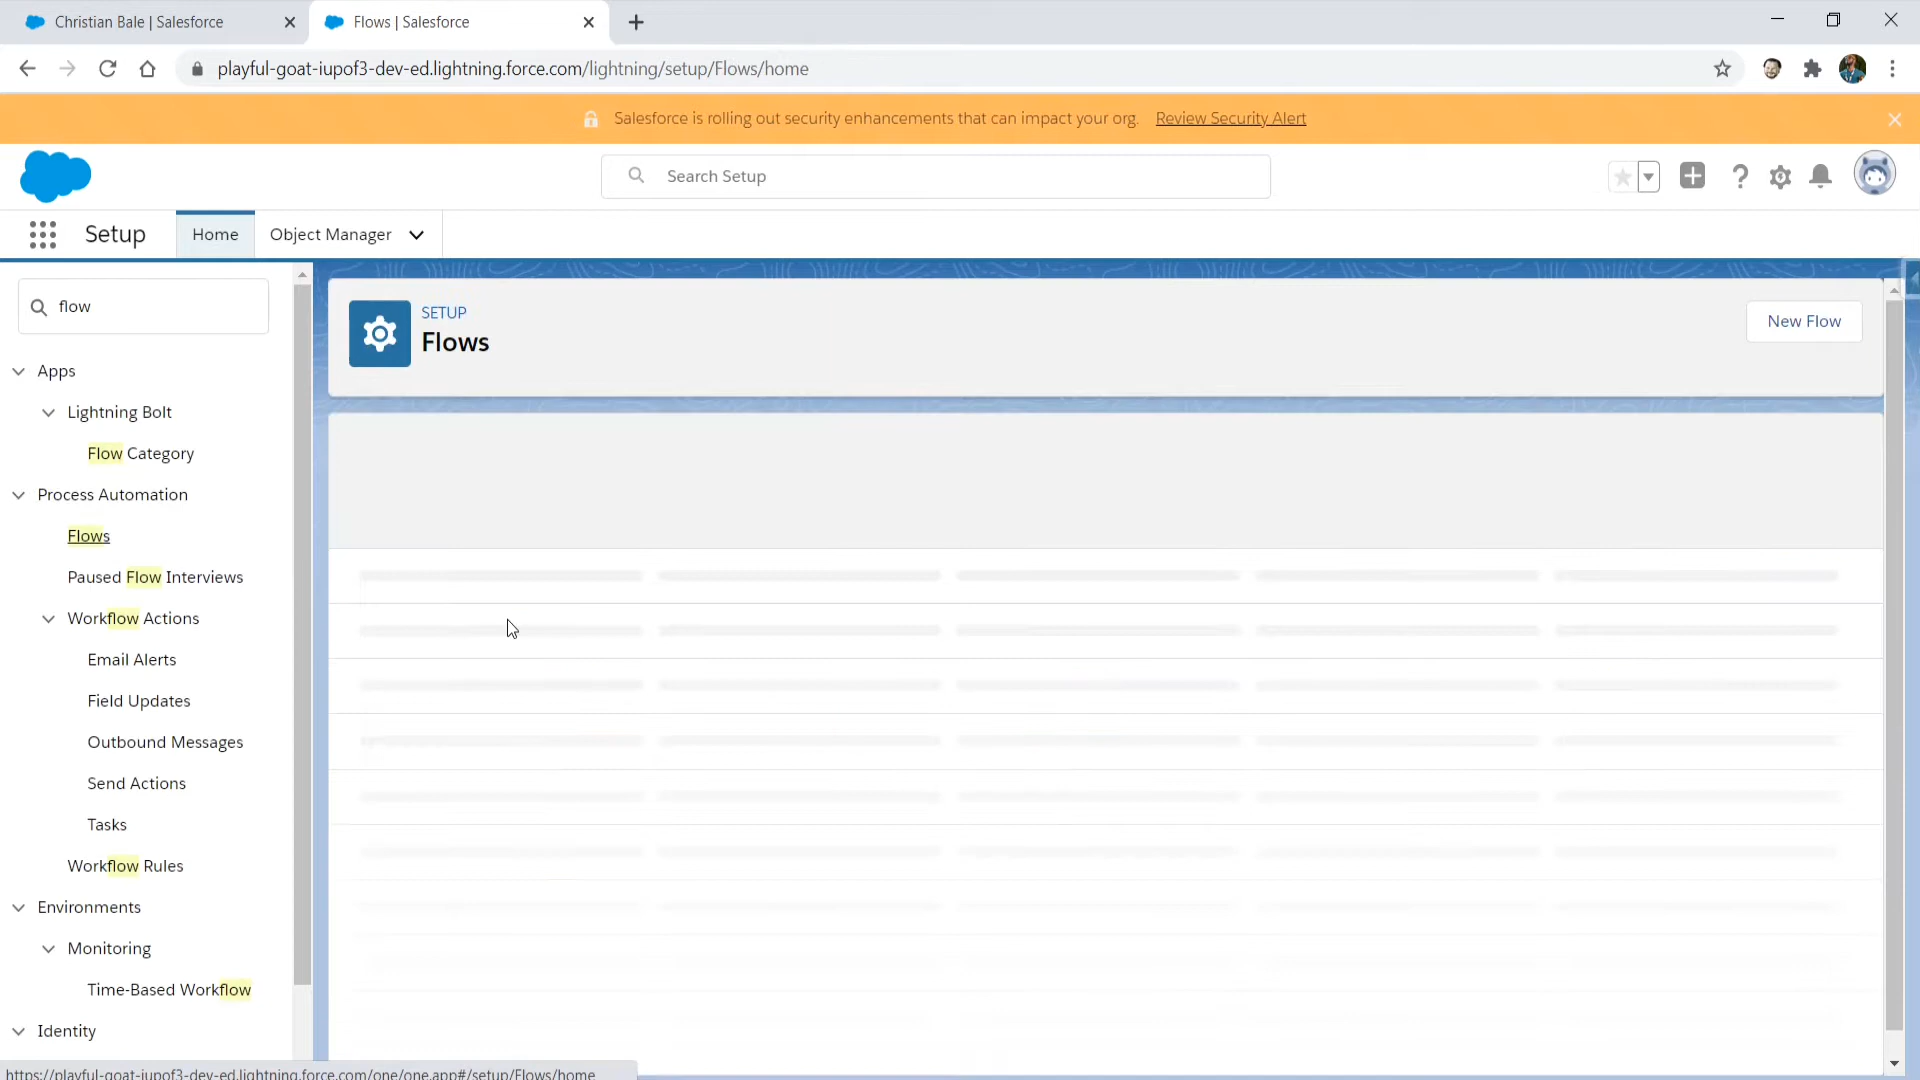 Christian Bale | Salesforce
Flows | Salesforce
playful-goat-iupof3-dev-ed.lightning.force.com/lightning/setup/Flows/home
Salesforce is rolling out security enhancements that can impact your org. Review Security Alert
Search Setup
Setup
Home
Object Manager
flow
SETUP
Flows
New Flow
Apps
Lightning Bolt
Flow Category
Process Automation
Flows
Paused Flow Interviews
Workflow Actions
Email Alerts
Field Updates
Outbound Messages
Send Actions
Tasks
Workflow Rules
Environments
Monitoring
Time-Based Workflow
Identity
https://playful-goat-iupof3-dev-ed.lightning.force.com/one/one.app#/setup/Flows/home